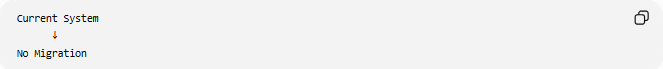 Current System
↓
No Migration